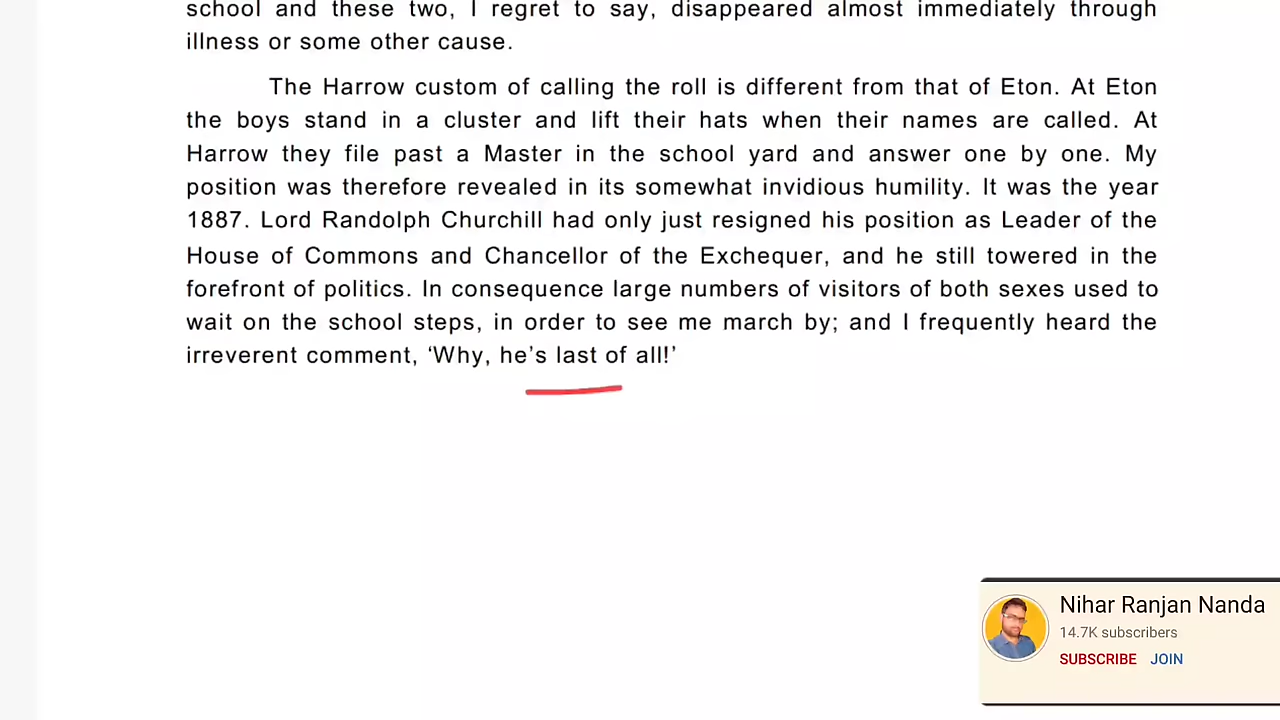 school and these two, I regret to say, disappeared almost immediately through
illness or some other cause.
The Harrow custom of calling the roll is different from that of Eton. At Eton
the boys stand in a cluster and lift their hats when their names are called. At
Harrow they file past a Master in the school yard and answer one by one. My
position was therefore revealed in its somewhat invidious humility. It was the year
1887. Lord Randolph Churchill had only just resigned his position as Leader of the
House of Commons and Chancellor of the Exchequer, and he still towered in the
forefront of politics. In consequence large numbers of visitors of both sexes used to
wait on the school steps, in order to see me march by; and I frequently heard the
irreverent comment, ‘Why, he’s last of all!’
Nihar Ranjan Nanda
14.7K subscribers
SUBSCRIBE JOIN